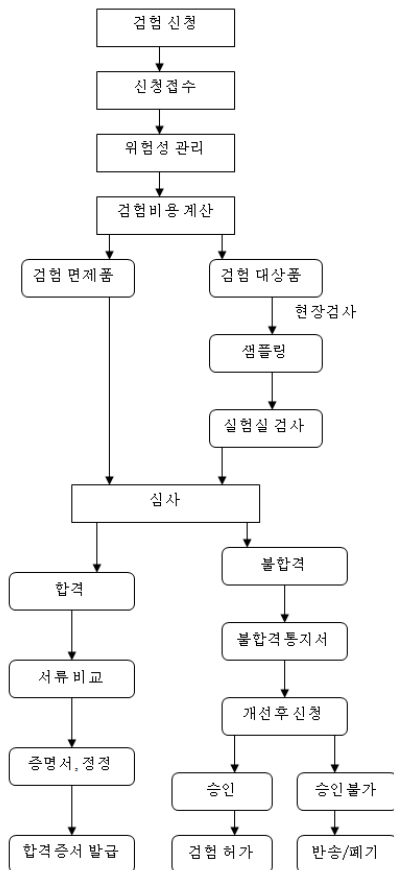 검험 신청
신청접수
위험성 관리
검험비용 계산
검험 면제품
검험 대상품
현장검사
샘플링
실험실 검사
심사
합격
불합격
불합격통지서
서류 비교
개선후 신청
증명서, 정정
승인
승인불가
합격증서 발급
검험 허가
반송/폐기